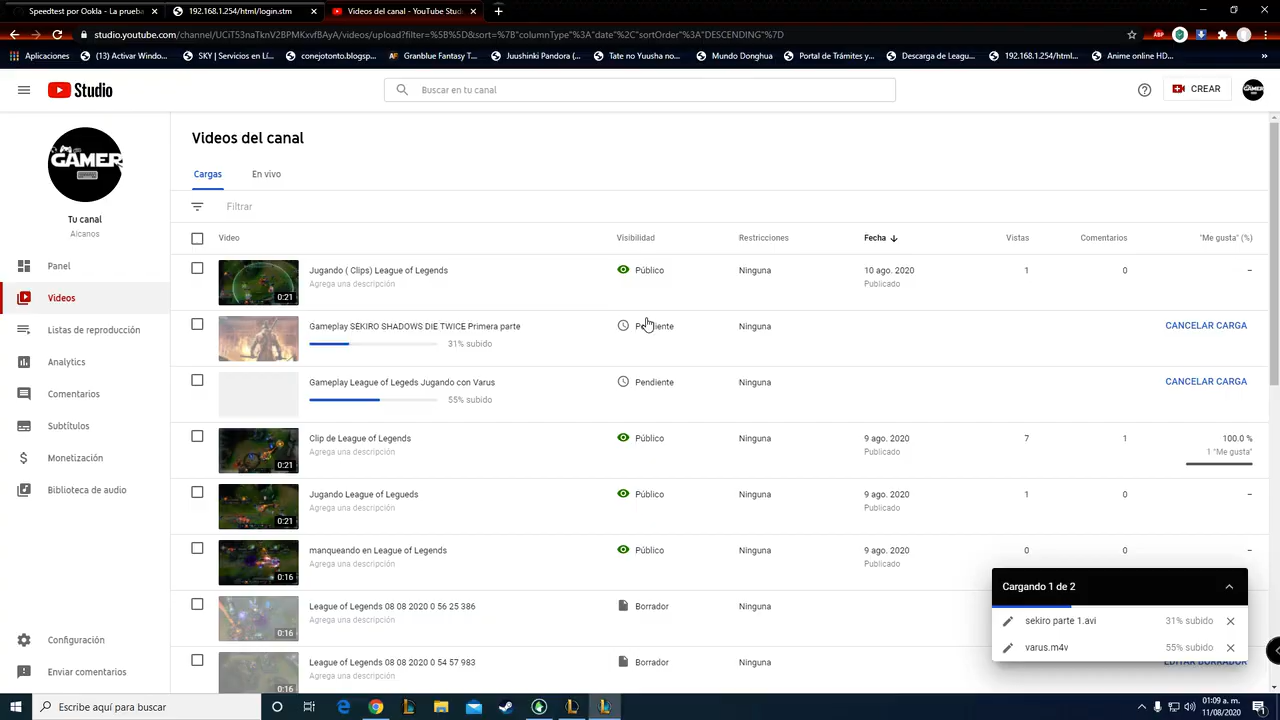 Speedtest por Ookla - La prueba
192.168.1.254/html/login.stm
Videos del canal - YouTube Studio
studio.youtube.com/channel/UCiT53naTknV2BPMKxvfBAyA/videos/upload?filter=%5B%5D&sort=%7B"columnType"%3A"date"%2C"sortOrder"%3A"DESCENDING"%7D
Aplicaciones
(13) Activar Windo...
SKY | Servicios en Lí...
conejotonto.blogsp...
Granblue Fantasy T...
Juushinki Pandora (...
Tate no Yuusha no...
Mundo Donghua
Portal de Trámites y...
Descarga de Leagu...
192.168.1.254/html...
Anime online HD...
Studio
Buscar en tu canal
CREAR
GAMER
Tu canal
Alcanos
Panel
Videos
Listas de reproducción
Analytics
Comentarios
Subtítulos
Monetización
Biblioteca de audio
Configuración
Enviar comentarios
Videos del canal
Cargas En vivo
Filtrar
Video Visibilidad Restricciones Fecha Vistas Comentarios "Me gusta" (%)
Jugando ( Clips) League of Legends Público Ninguna 10 ago. 2020 1 0 –
Agrega una descripción Publicado
0:21
Gameplay SEKIRO SHADOWS DIE TWICE Primera parte Ninguna CANCELAR CARGA
31% subido
Gameplay League of Legeds Jugando con Varus Pendiente Ninguna CANCELAR CARGA
55% subido
Clip de League of Legends Público Ninguna 9 ago. 2020 7 1 100.0 %
Agrega una descripción Publicado 1 "Me gusta"
0:21
Jugando League of Legueds Público Ninguna 9 ago. 2020 1 0 –
Agrega una descripción Publicado
0:21
manqueando en League of Legends Público Ninguna 9 ago. 2020 0 0 –
Agrega una descripción Publicado
0:16
League of Legends 08 08 2020 0 56 25 386 Borrador Ninguna
Agrega una descripción
0:16
League of Legends 08 08 2020 0 54 57 983 Borrador Ninguna
Agrega una descripción
0:16
EDITAR BORRADOR
Cargando 1 de 2
sekiro parte 1.avi 31% subido
varus.m4v 55% subido
Escribe aquí para buscar
01:09 a. m.
11/08/2020